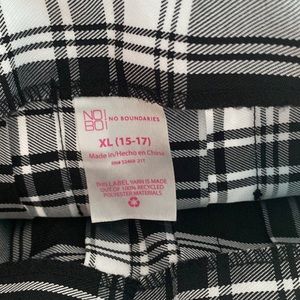 NO
BO
NO BOUNDARIES
XL (15-17)
Made in/Hecho en China
THIS LABEL YARN IS MADE
OUT OF 100% RECYCLED
POLYESTER MATERIALS.